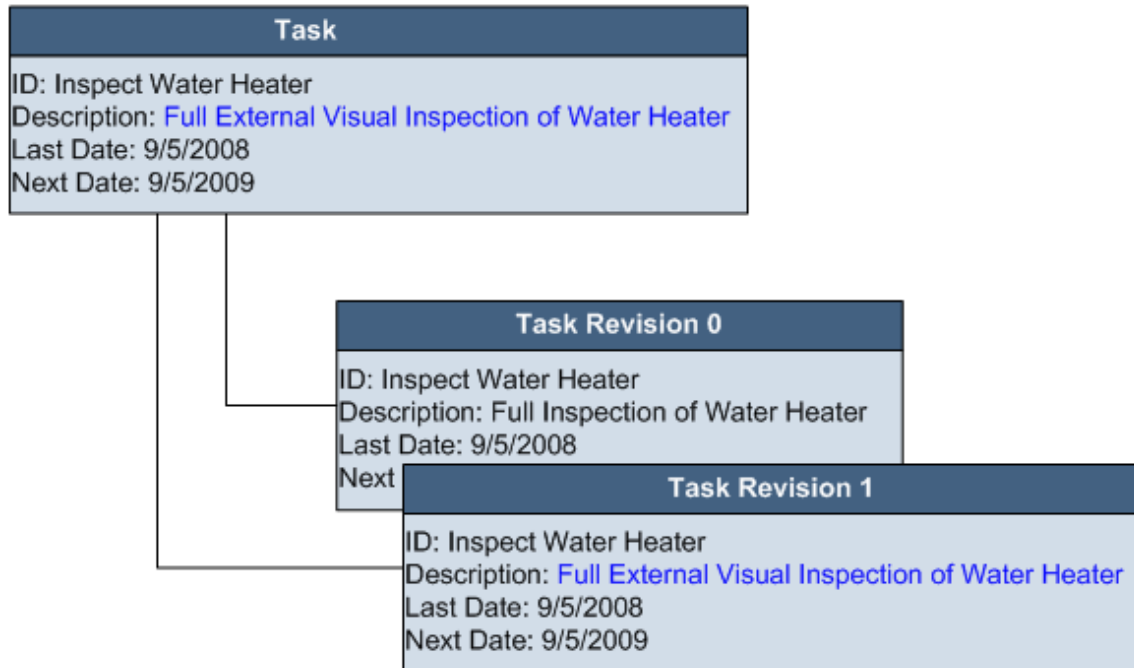 Task
ID: Inspect Water Heater
Description: Full External Visual Inspection of Water Heater
Last Date: 9/5/2008
Next Date: 9/5/2009
Task Revision 0
ID: Inspect Water Heater
Description: Full Inspection of Water Heater
Last Date: 9/5/2008
Next
Task Revision 1
ID: Inspect Water Heater
Description: Full External Visual Inspection of Water Heater
Last Date: 9/5/2008
Next Date: 9/5/2009